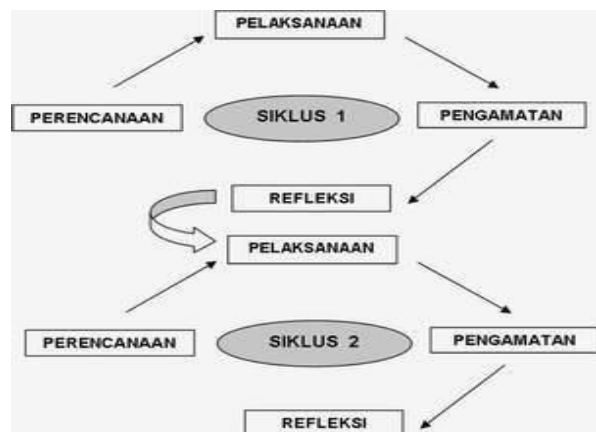 PELAKSANAAN
PERENCANAAN
SIKLUS 1
PENGAMATAN
REFLEKSI
PELAKSANAAN
PERENCANAAN
SIKLUS 2
PENGAMATAN
REFLEKSI